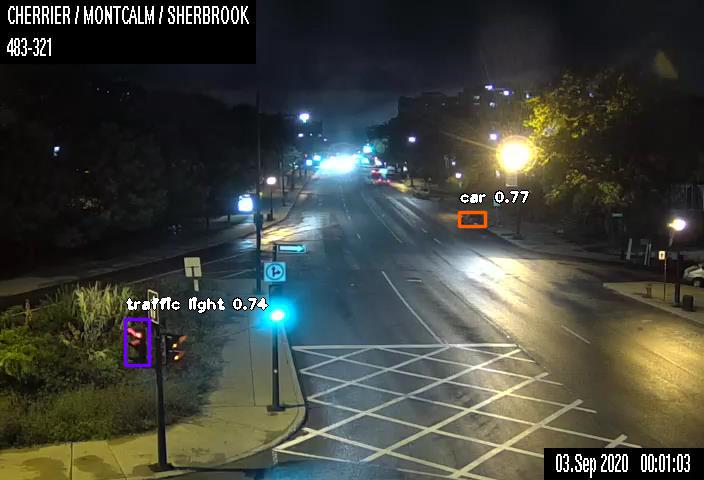 CHERRIER / MONTCALM / SHERBROOK
483-321
car 0.77
traffic light 0.74
03.Sep 2020 00:01:03